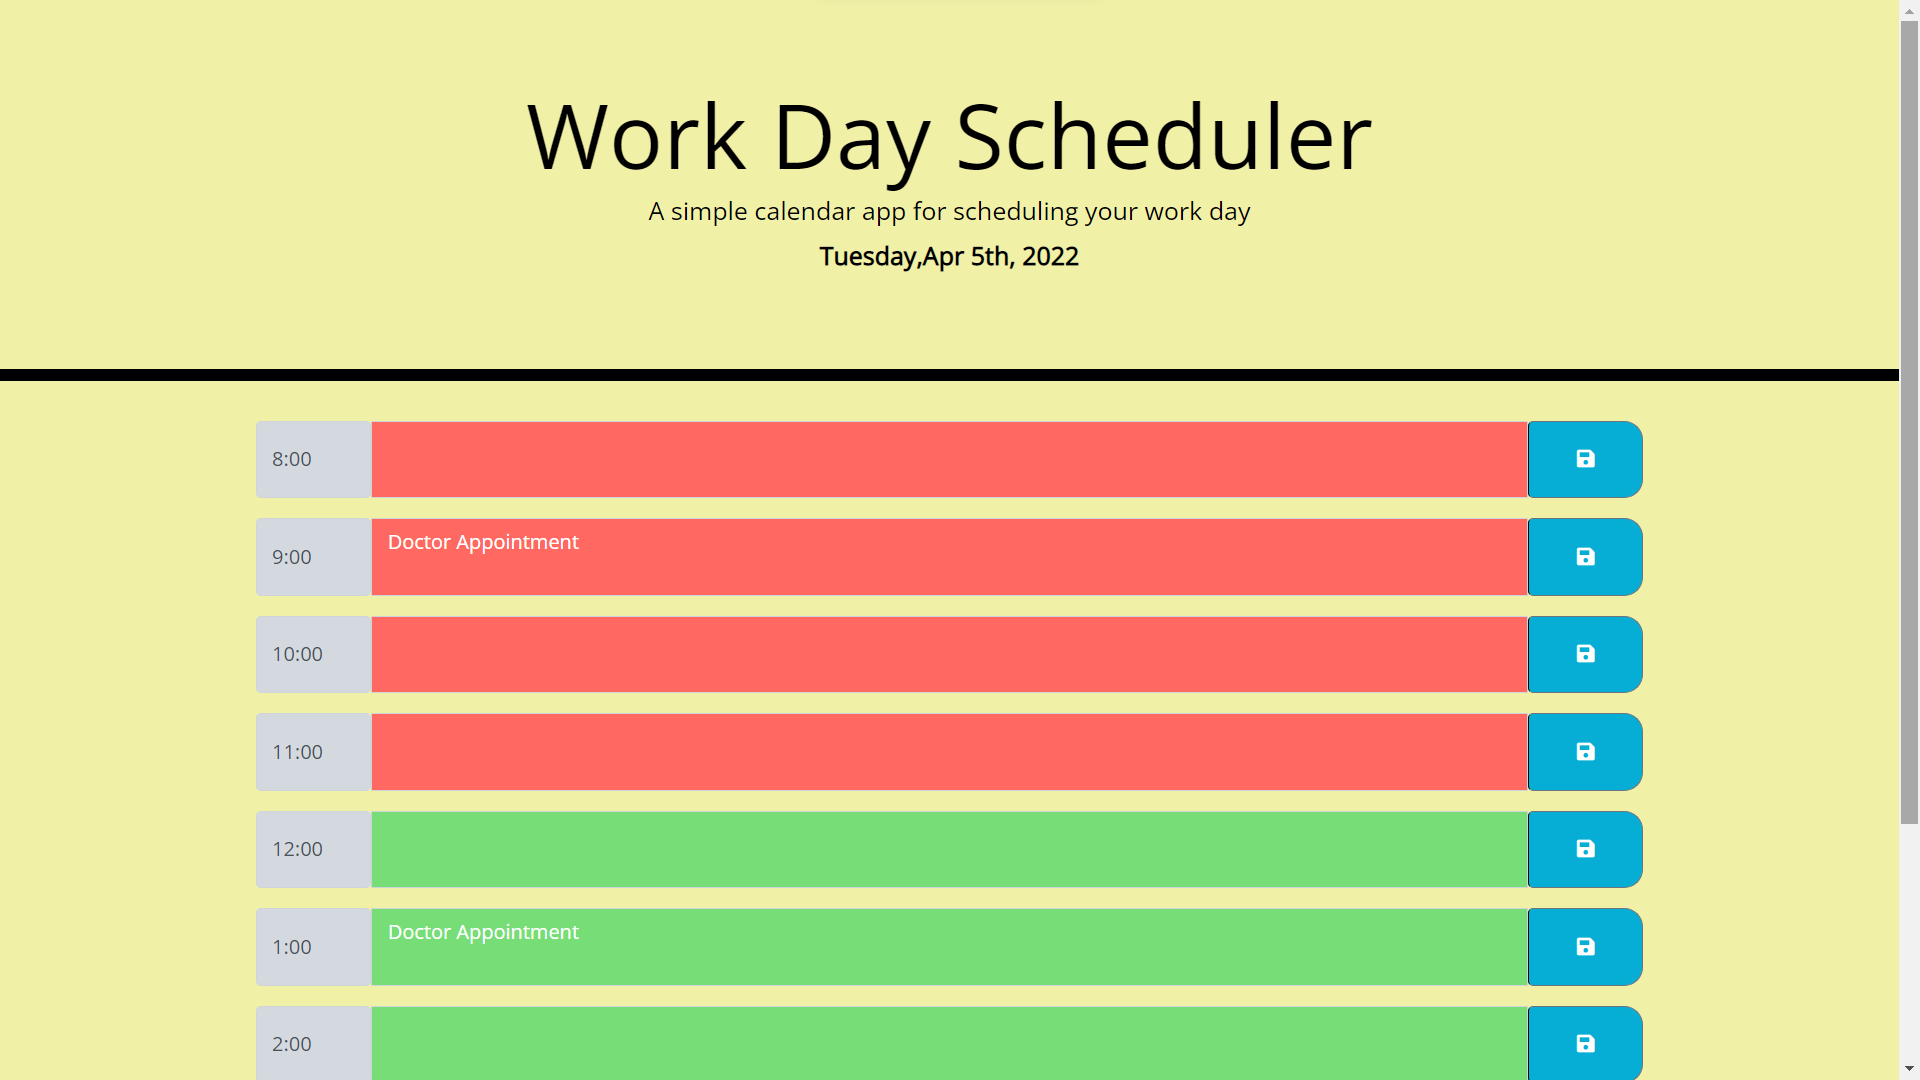 Work Day Scheduler
A simple calendar app for scheduling your work day
Tuesday,Apr 5th, 2022
8:00
9:00 Doctor Appointment
10:00
11:00
12:00
1:00 Doctor Appointment
2:00